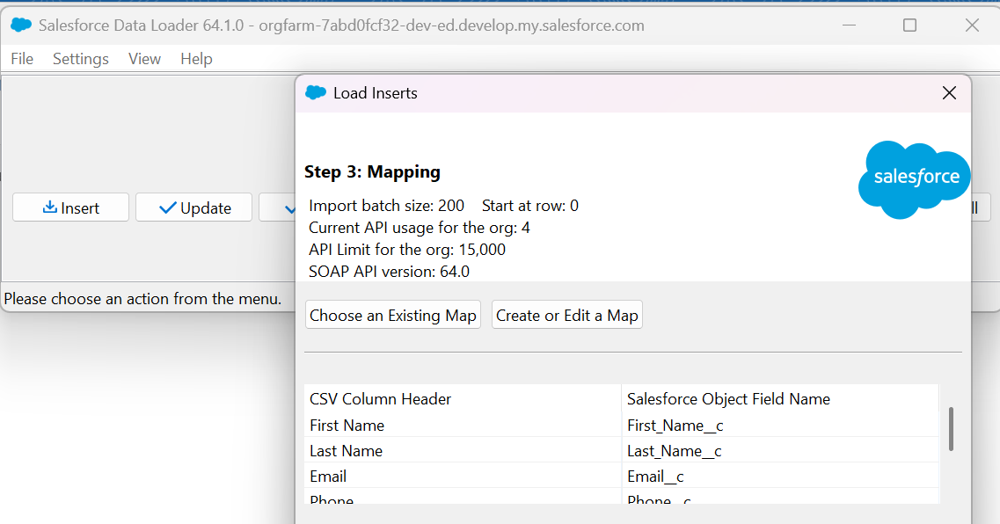 Salesforce Data Loader 64.1.0 - orgfarm-7abd0fcf32-dev-ed.develop.my.salesforce.com
File Settings View Help
Load Inserts
salesforce
Step 3: Mapping
Import batch size: 200 Start at row: 0
Current API usage for the org: 4
API Limit for the org: 15,000
SOAP API version: 64.0
Insert Update
Please choose an action from the menu.
Choose an Existing Map Create or Edit a Map
CSV Column Header Salesforce Object Field Name
First Name First_Name__c
Last Name Last_Name__c
Email Email__c
Phone Phone__c